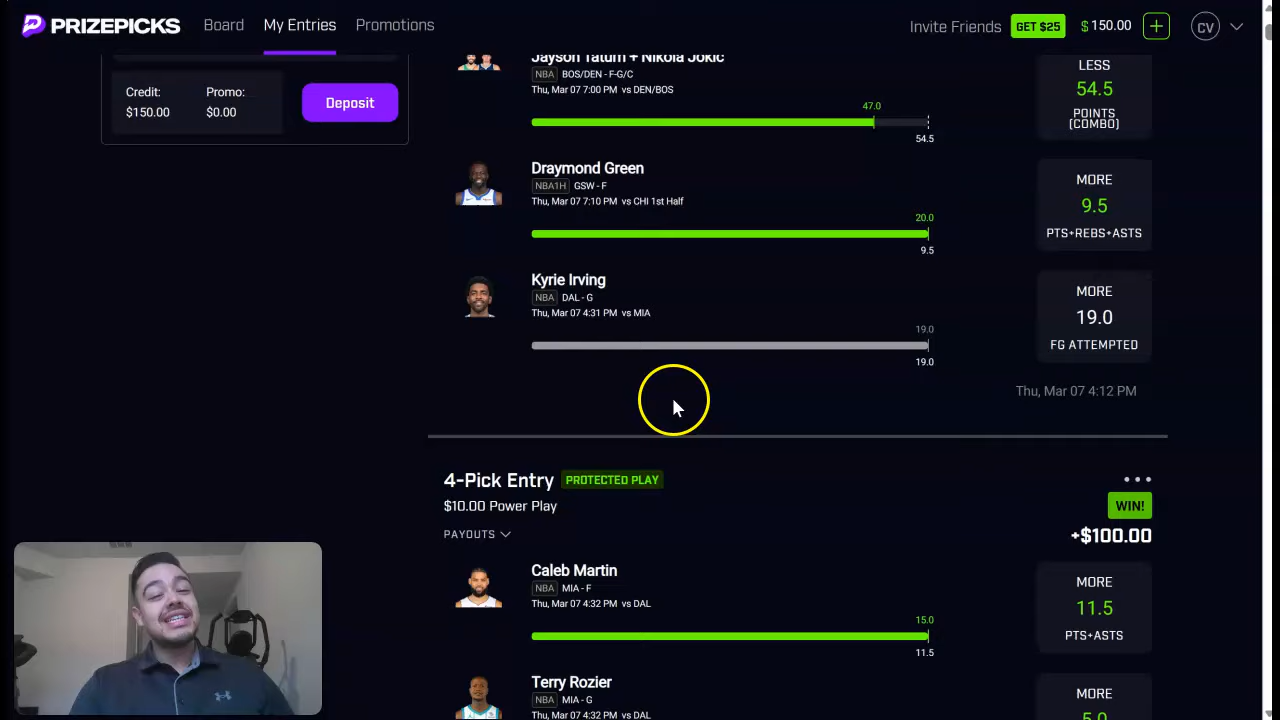 PRIZEPICKS
Board
My Entries
Promotions
Invite Friends
GET $25
$ 150.00
CV
Credit:
$150.00
Promo:
$0.00
Deposit
Jayson Tatum + Nikola Jokic
NBA BOS/DEN - F-G/C
Thu, Mar 07 7:00 PM vs DEN/BOS
47.0
54.5
LESS
54.5
POINTS
(COMBO)
Draymond Green
NBA1H GSW - F
Thu, Mar 07 7:10 PM vs CHI 1st Half
20.0
9.5
MORE
9.5
PTS+REBS+ASTS
Kyrie Irving
NBA DAL - G
Thu, Mar 07 4:31 PM vs MIA
19.0
19.0
MORE
19.0
FG ATTEMPTED
Thu, Mar 07 4:12 PM
4-Pick Entry PROTECTED PLAY
$10.00 Power Play
WIN!
PAYOUTS
+$100.00
Caleb Martin
NBA MIA - F
Thu, Mar 07 4:32 PM vs DAL
15.0
11.5
MORE
11.5
PTS+ASTS
Terry Rozier
NBA MIA - G
Thu, Mar 07 4:32 PM vs DAL
MORE
5.0